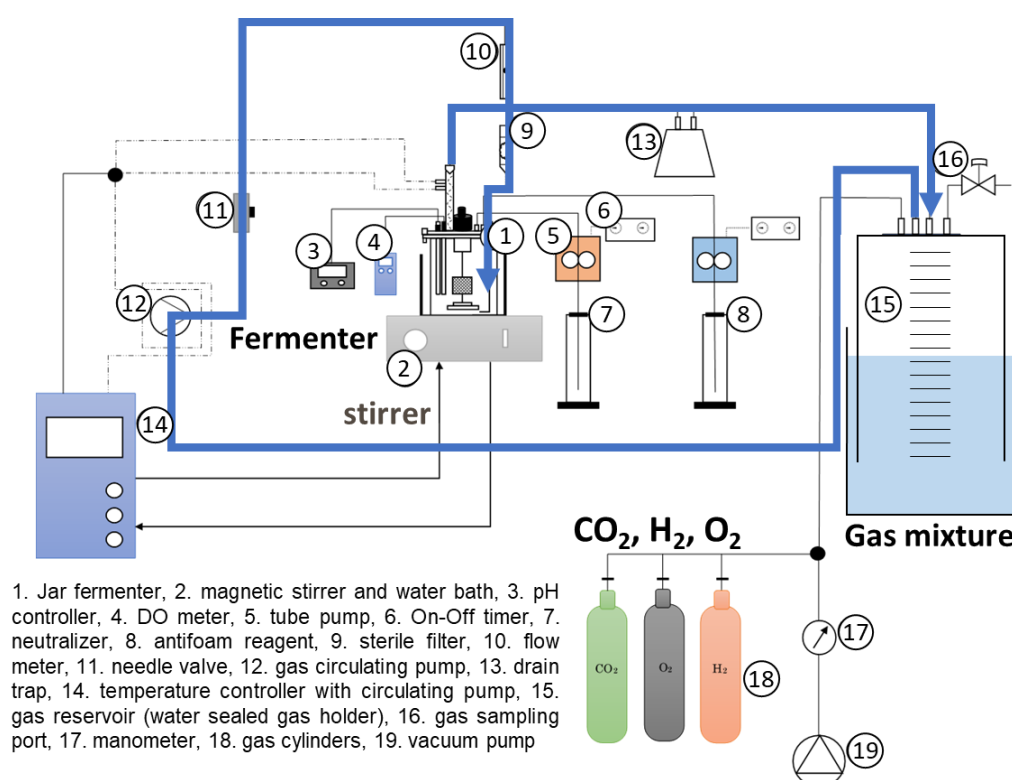 10
9
13
16
11
6
1
5
3
4
15
12
7
8
Fermenter
2
stirrer
14
CO₂, H₂, O₂
Gas mixture
CO₂
O₂
H₂
17
18
19
1. Jar fermenter, 2. magnetic stirrer and water bath, 3. pH
controller, 4. DO meter, 5. tube pump, 6. On-Off timer, 7.
neutralizer, 8. antifoam reagent, 9. sterile filter, 10. flow
meter, 11. needle valve, 12. gas circulating pump, 13. drain
trap, 14. temperature controller with circulating pump, 15.
gas reservoir (water sealed gas holder), 16. gas sampling
port, 17. manometer, 18. gas cylinders, 19. vacuum pump